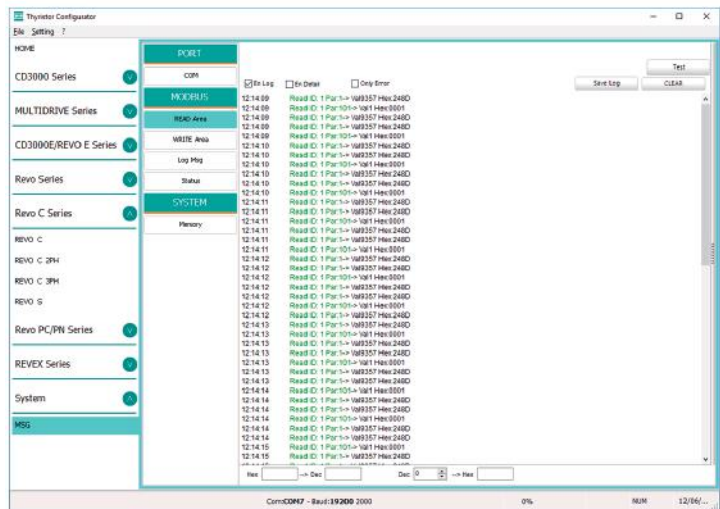 Thyristor Configurator
File Setting ?
HOME
CD3000 Series
MULTIDRIVE Series
CD3000E/REVO E Series
Revo Series
Revo C Series
REVO C
REVO C 2PH
REVO C 3PH
REVO S
Revo PC/PN Series
REVEX Series
System
MSG
PORT
COM
MODBUS
READ Area
WRITE Area
Log Msg
Status
SYSTEM
Memory
Test
En Log En Detail Only Error Save Log CLEAR
12:14:09 Read ID: 1 Par:1-> Val9357 Hex:248D
12:14:09 Read ID: 1 Par:101-> Val1 Hex:0001
12:14:09 Read ID: 1 Par:1-> Val9357 Hex:248D
12:14:09 Read ID: 1 Par:1-> Val9357 Hex:248D
12:14:09 Read ID: 1 Par:101-> Val1 Hex:0001
12:14:10 Read ID: 1 Par:1-> Val9357 Hex:248D
12:14:10 Read ID: 1 Par:1-> Val9357 Hex:248D
12:14:10 Read ID: 1 Par:101-> Val1 Hex:0001
12:14:10 Read ID: 1 Par:1-> Val9357 Hex:248D
12:14:10 Read ID: 1 Par:1-> Val9357 Hex:248D
12:14:10 Read ID: 1 Par:101-> Val1 Hex:0001
12:14:11 Read ID: 1 Par:1-> Val9357 Hex:248D
12:14:11 Read ID: 1 Par:1-> Val9357 Hex:248D
12:14:11 Read ID: 1 Par:101-> Val1 Hex:0001
12:14:11 Read ID: 1 Par:1-> Val9357 Hex:248D
12:14:11 Read ID: 1 Par:1-> Val9357 Hex:248D
12:14:11 Read ID: 1 Par:101-> Val1 Hex:0001
12:14:12 Read ID: 1 Par:1-> Val9357 Hex:248D
12:14:12 Read ID: 1 Par:1-> Val9357 Hex:248D
12:14:12 Read ID: 1 Par:101-> Val1 Hex:0001
12:14:12 Read ID: 1 Par:1-> Val9357 Hex:248D
12:14:12 Read ID: 1 Par:1-> Val9357 Hex:248D
12:14:12 Read ID: 1 Par:101-> Val1 Hex:0001
12:14:13 Read ID: 1 Par:1-> Val9357 Hex:248D
12:14:13 Read ID: 1 Par:101-> Val1 Hex:0001
12:14:13 Read ID: 1 Par:1-> Val9357 Hex:248D
12:14:13 Read ID: 1 Par:1-> Val9357 Hex:248D
12:14:13 Read ID: 1 Par:101-> Val1 Hex:0001
12:14:13 Read ID: 1 Par:1-> Val9357 Hex:248D
12:14:14 Read ID: 1 Par:101-> Val1 Hex:0001
12:14:14 Read ID: 1 Par:1-> Val9357 Hex:248D
12:14:14 Read ID: 1 Par:1-> Val9357 Hex:248D
12:14:14 Read ID: 1 Par:101-> Val1 Hex:0001
12:14:14 Read ID: 1 Par:1-> Val9357 Hex:248D
12:14:14 Read ID: 1 Par:1-> Val9357 Hex:248D
12:14:15 Read ID: 1 Par:101-> Val1 Hex:0001
12:14:15 Read ID: 1 Par:1-> Val9357 Hex:248D
Hex --> Dec Dec 0 --> Hex
Com:COM7 - Baud:19200 2000 0% NUM 12/06/...